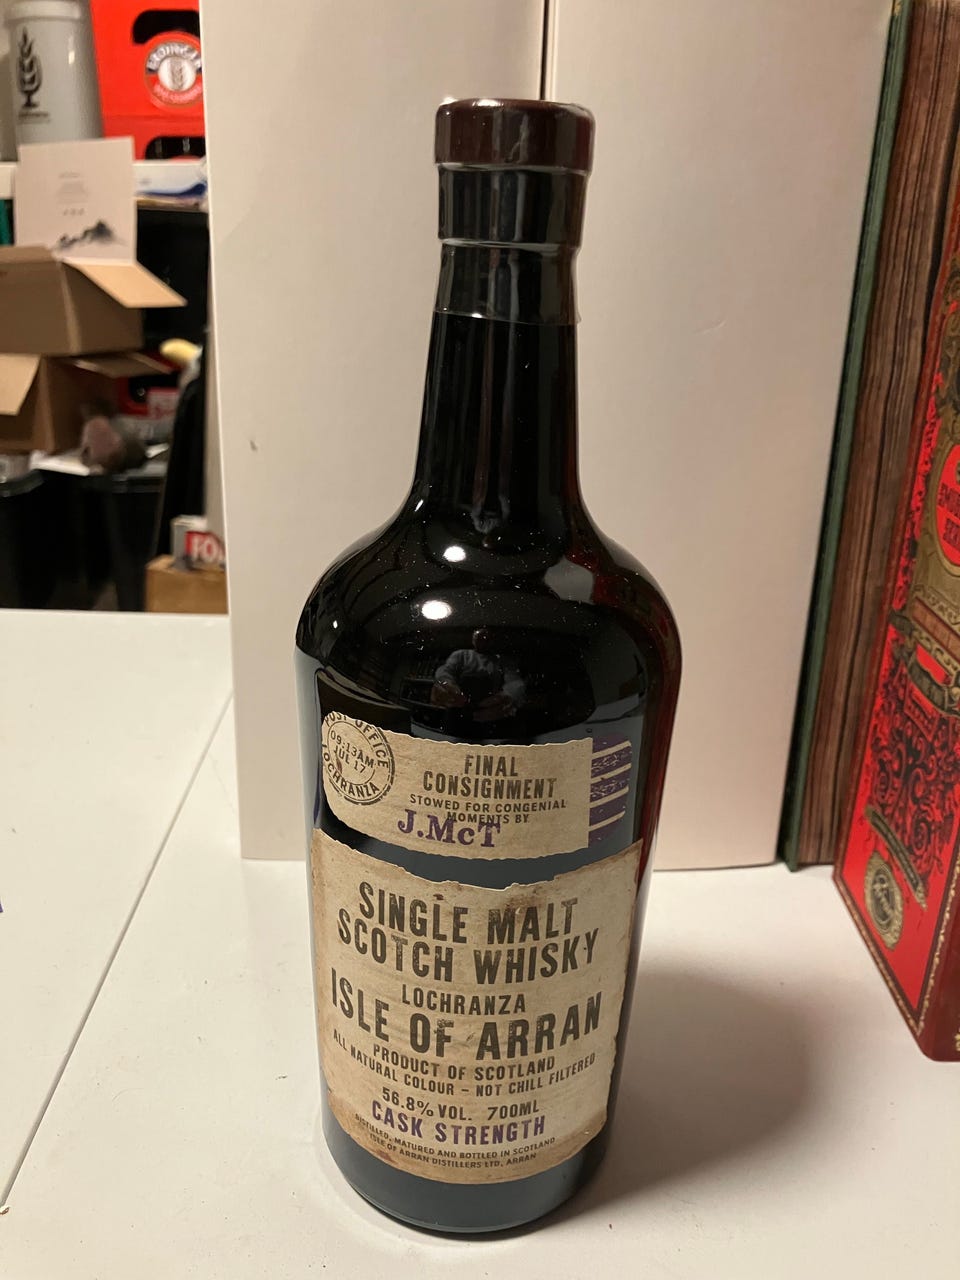 POST OFFICE
09:13AM
JUL 17
LOCHRANZA
FINAL
CONSIGNMENT
STOWED FOR CONGENIAL
MOMENTS BY
J.McT
SINGLE MALT
SCOTCH WHISKY
LOCHRANZA
ISLE OF ARRAN
PRODUCT OF SCOTLAND
ALL NATURAL COLOUR – NOT CHILL FILTERED
56.8% VOL. 700ML
CASK STRENGTH
DISTILLED, MATURED AND BOTTLED IN SCOTLAND
ISLE OF ARRAN DISTILLERS LTD, ARRAN
FO